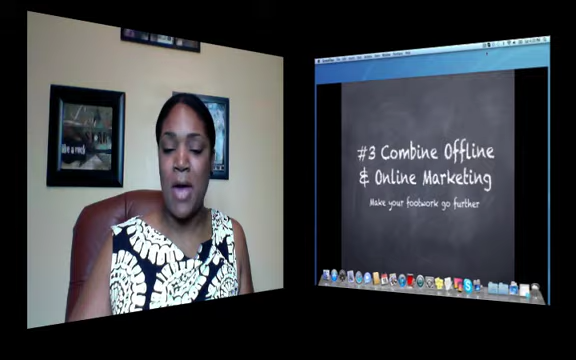 #3 Combine Offline
& Online Marketing
Make your footwork go further